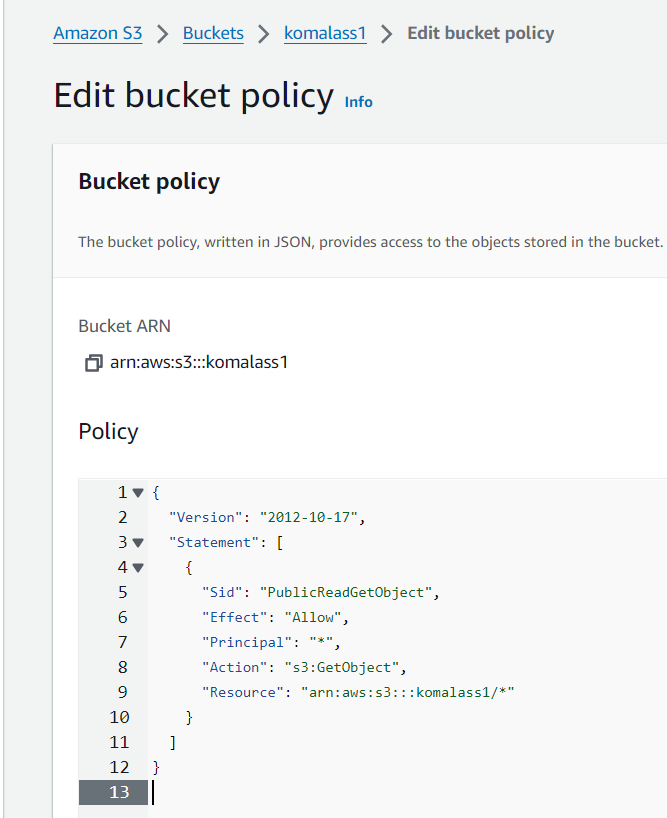 Amazon S3 > Buckets > komalass1 > Edit bucket policy
Edit bucket policy Info
Bucket policy
The bucket policy, written in JSON, provides access to the objects stored in the bucket.
Bucket ARN
arn:aws:s3:::komalass1
Policy
1 {
2 "Version": "2012-10-17",
3 "Statement": [
4 {
5 "Sid": "PublicReadGetObject",
6 "Effect": "Allow",
7 "Principal": "*",
8 "Action": "s3:GetObject",
9 "Resource": "arn:aws:s3:::komalass1/*"
10 }
11 ]
12 }
13